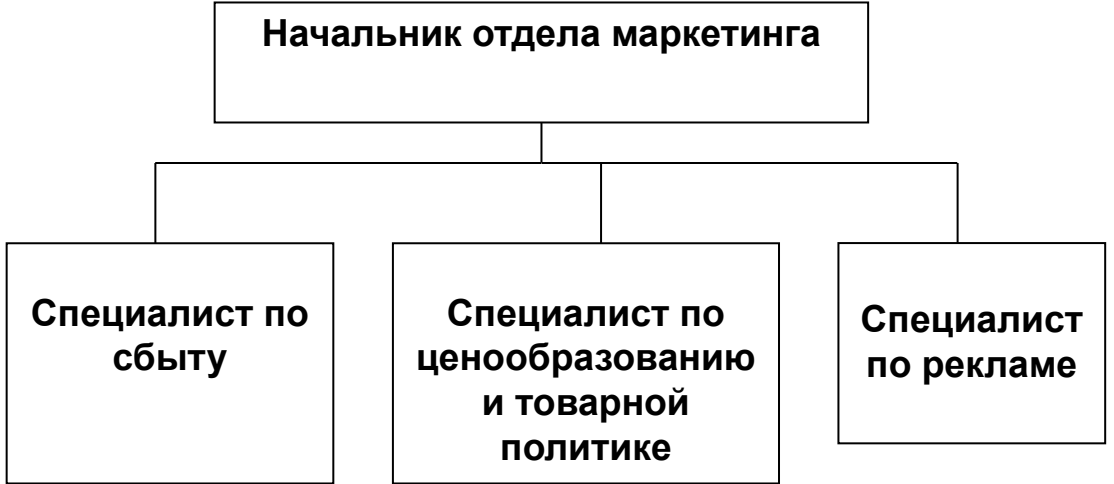 Начальник отдела маркетинга
Специалист по
сбыту
Специалист по
ценообразованию
и товарной
политике
Специалист
по рекламе